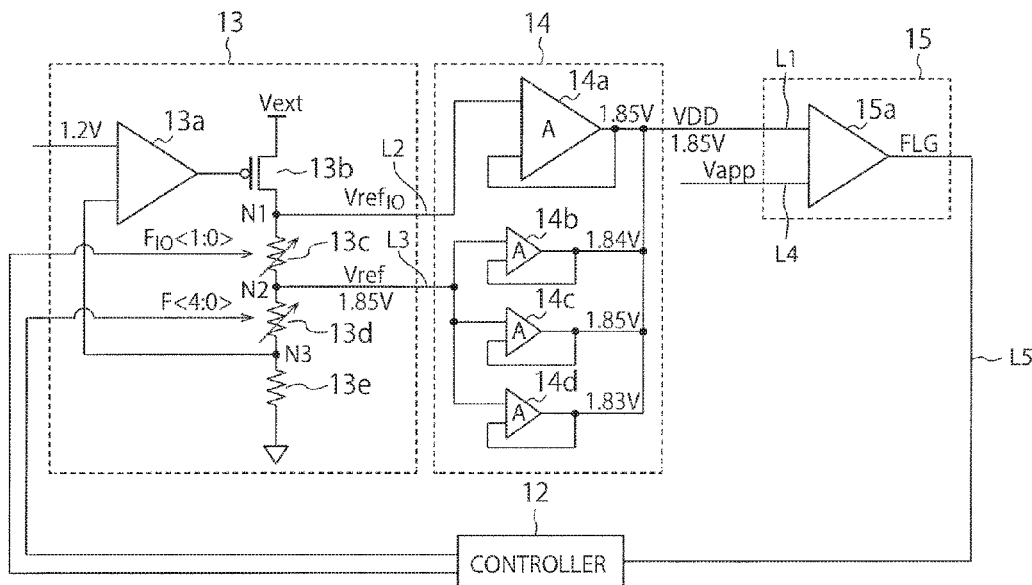 13
14
15
Vext
1.2V
13a
13b
L2
14a
A
1.85V
VDD
1.85V
L1
15a
FLG
Vapp
L4
N1
VrefIO
FIO<1:0>
13c
L3
14b
A
1.84V
N2
Vref
1.85V
F<4:0>
13d
14c
A
1.85V
N3
13e
14d
A
1.83V
L5
12
CONTROLLER